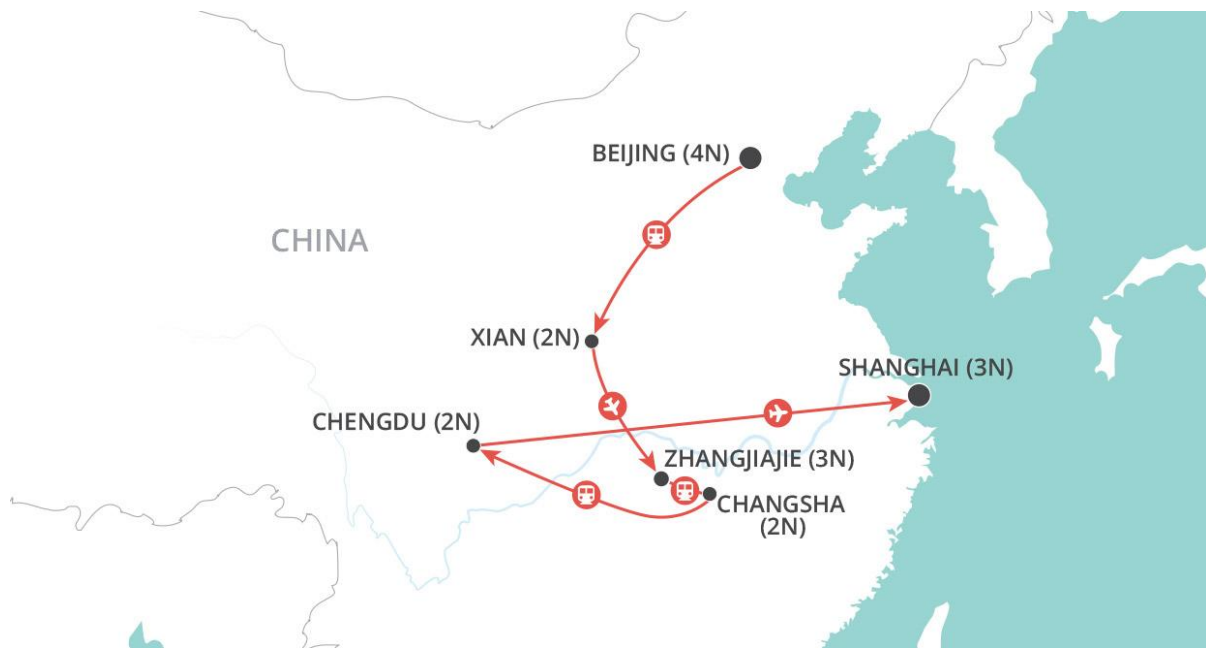 BEIJING (4N)
CHINA
XIAN (2N)
SHANGHAI (3N)
CHENGDU (2N)
ZHANGJIAJIE (3N)
CHANGSHA
(2N)